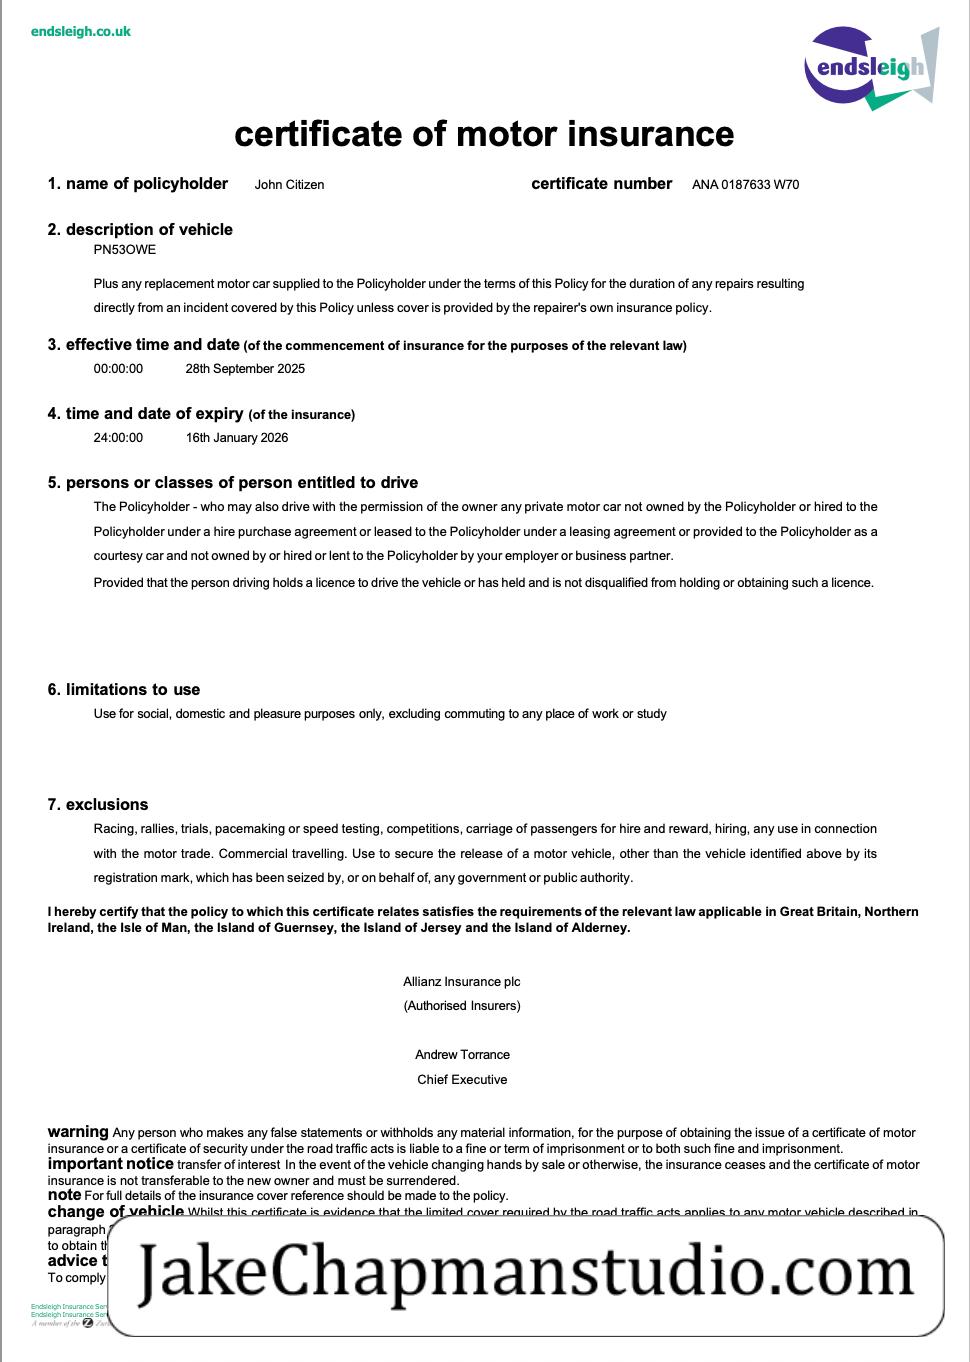 endsleigh.co.uk
endsleigh
certificate of motor insurance
1. name of policyholder John Citizen certificate number ANA 0187633 W70
2. description of vehicle
PN53OWE
Plus any replacement motor car supplied to the Policyholder under the terms of this Policy for the duration of any repairs resulting
directly from an incident covered by this Policy unless cover is provided by the repairer's own insurance policy.
3. effective time and date (of the commencement of insurance for the purposes of the relevant law)
00:00:00 28th September 2025
4. time and date of expiry (of the insurance)
24:00:00 16th January 2026
5. persons or classes of person entitled to drive
The Policyholder - who may also drive with the permission of the owner any private motor car not owned by the Policyholder or hired to the
Policyholder under a hire purchase agreement or leased to the Policyholder under a leasing agreement or provided to the Policyholder as a
courtesy car and not owned by or hired or lent to the Policyholder by your employer or business partner.
Provided that the person driving holds a licence to drive the vehicle or has held and is not disqualified from holding or obtaining such a licence.
6. limitations to use
Use for social, domestic and pleasure purposes only, excluding commuting to any place of work or study
7. exclusions
Racing, rallies, trials, pacemaking or speed testing, competitions, carriage of passengers for hire and reward, hiring, any use in connection
with the motor trade. Commercial travelling. Use to secure the release of a motor vehicle, other than the vehicle identified above by its
registration mark, which has been seized by, or on behalf of, any government or public authority.
I hereby certify that the policy to which this certificate relates satisfies the requirements of the relevant law applicable in Great Britain, Northern
Ireland, the Isle of Man, the Island of Guernsey, the Island of Jersey and the Island of Alderney.
Allianz Insurance plc
(Authorised Insurers)
Andrew Torrance
Chief Executive
warning Any person who makes any false statements or withholds any material information, for the purpose of obtaining the issue of a certificate of motor
insurance or a certificate of security under the road traffic acts is liable to a fine or term of imprisonment or to both such fine and imprisonment.
important notice transfer of interest In the event of the vehicle changing hands by sale or otherwise, the insurance ceases and the certificate of motor
insurance is not transferable to the new owner and must be surrendered.
note For full details of the insurance cover reference should be made to the policy.
change of vehicle Whilst this certificate is evidence that the limited cover required by the road traffic acts applies to any motor vehicle described in
paragraph
to obtain
advice
To comply
JakeChapmanstudio.com
Endsleigh Insurance
Endsleigh Insurance
A member of the